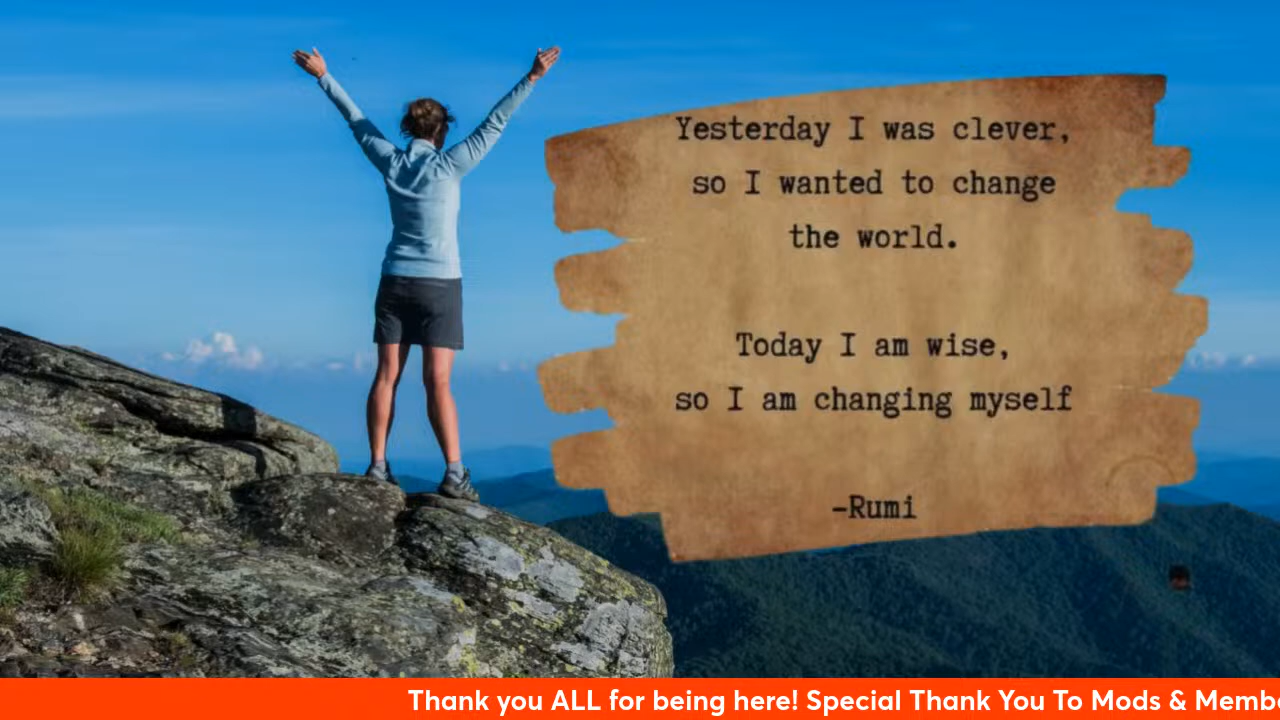 Yesterday I was clever,
so I wanted to change
the world.
Today I am wise,
so I am changing myself
-Rumi
Thank you ALL for being here! Special Thank You To Mods &